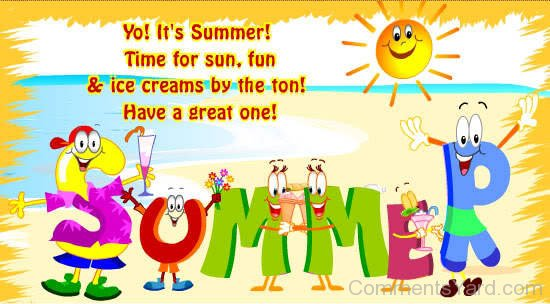 Yo! It's Summer!
Time for sun, fun
& ice creams by the ton!
Have a great one!
SUMMER
CommentsYard.com